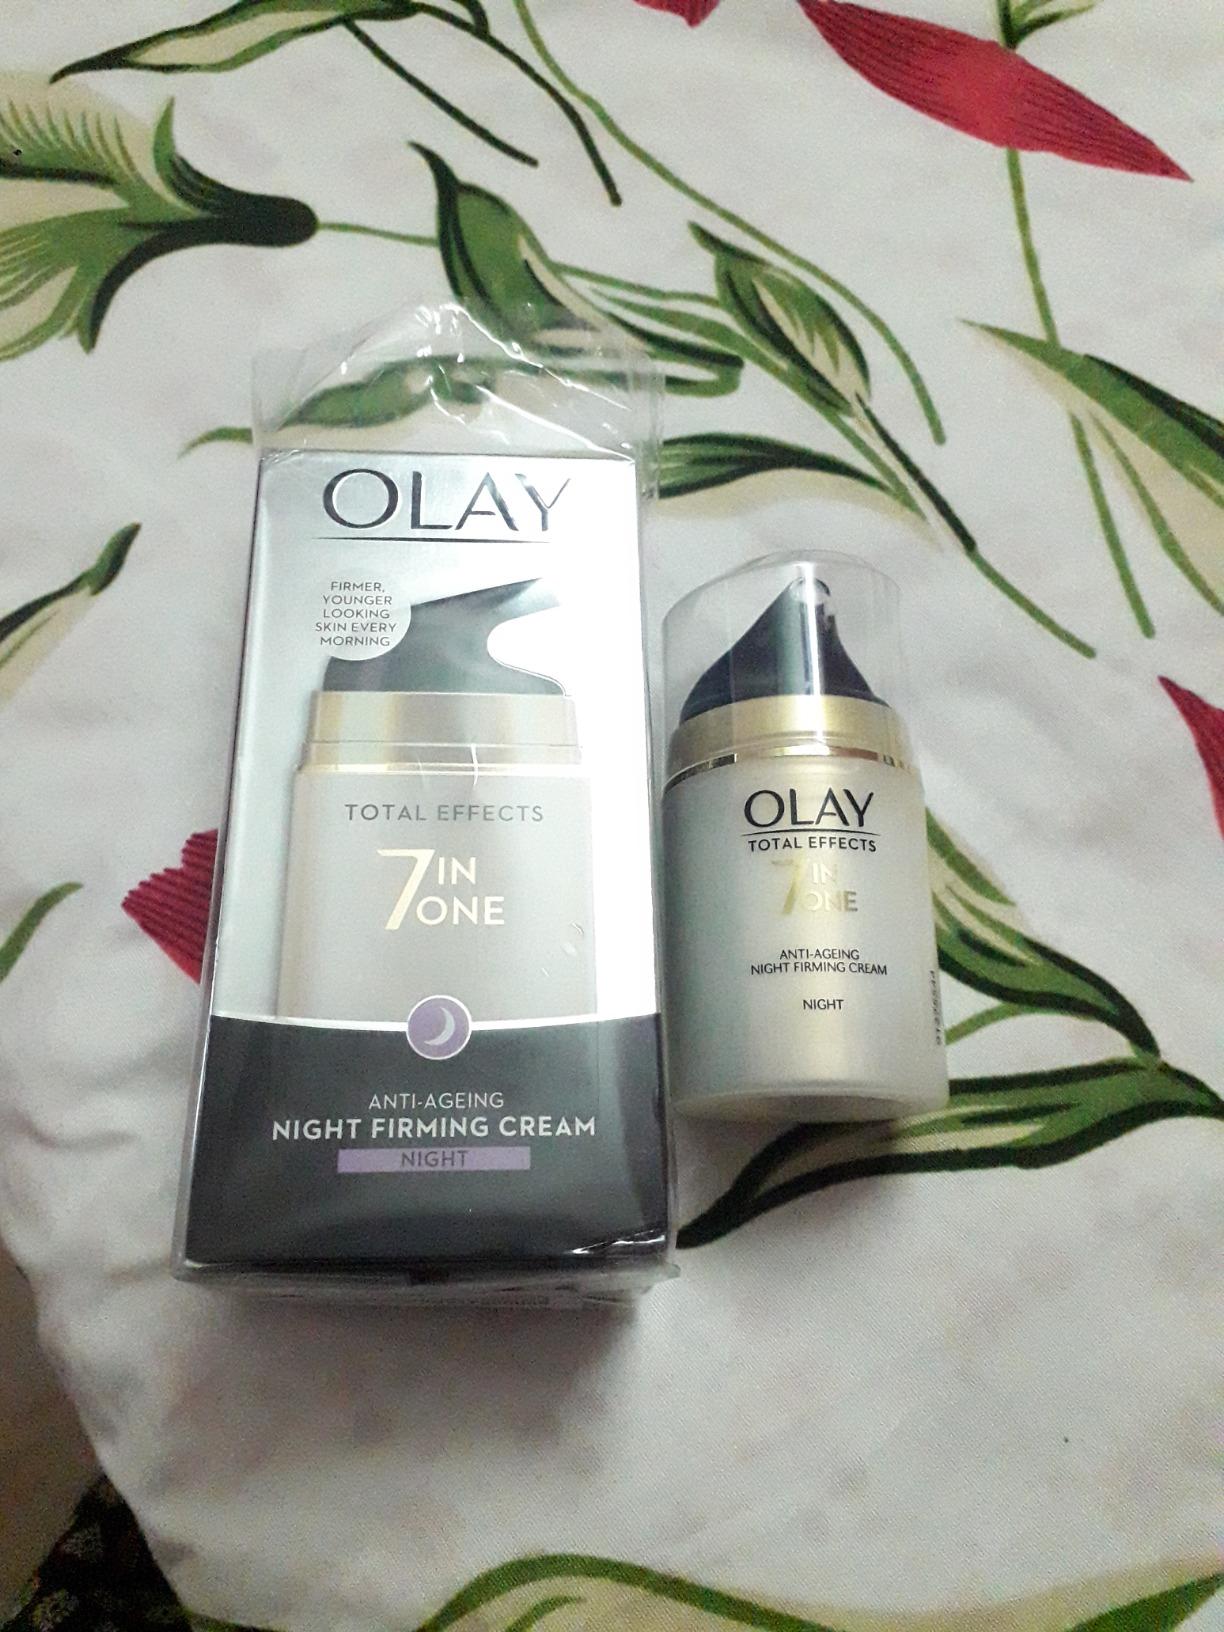 OLAY
FIRMER,
YOUNGER
LOOKING
SKIN EVERY
MORNING
TOTAL EFFECTS
7 IN
ONE
ANTI-AGEING
NIGHT FIRMING CREAM
NIGHT
OLAY
TOTAL EFFECTS
7 IN
ONE
ANTI-AGEING
NIGHT FIRMING CREAM
NIGHT